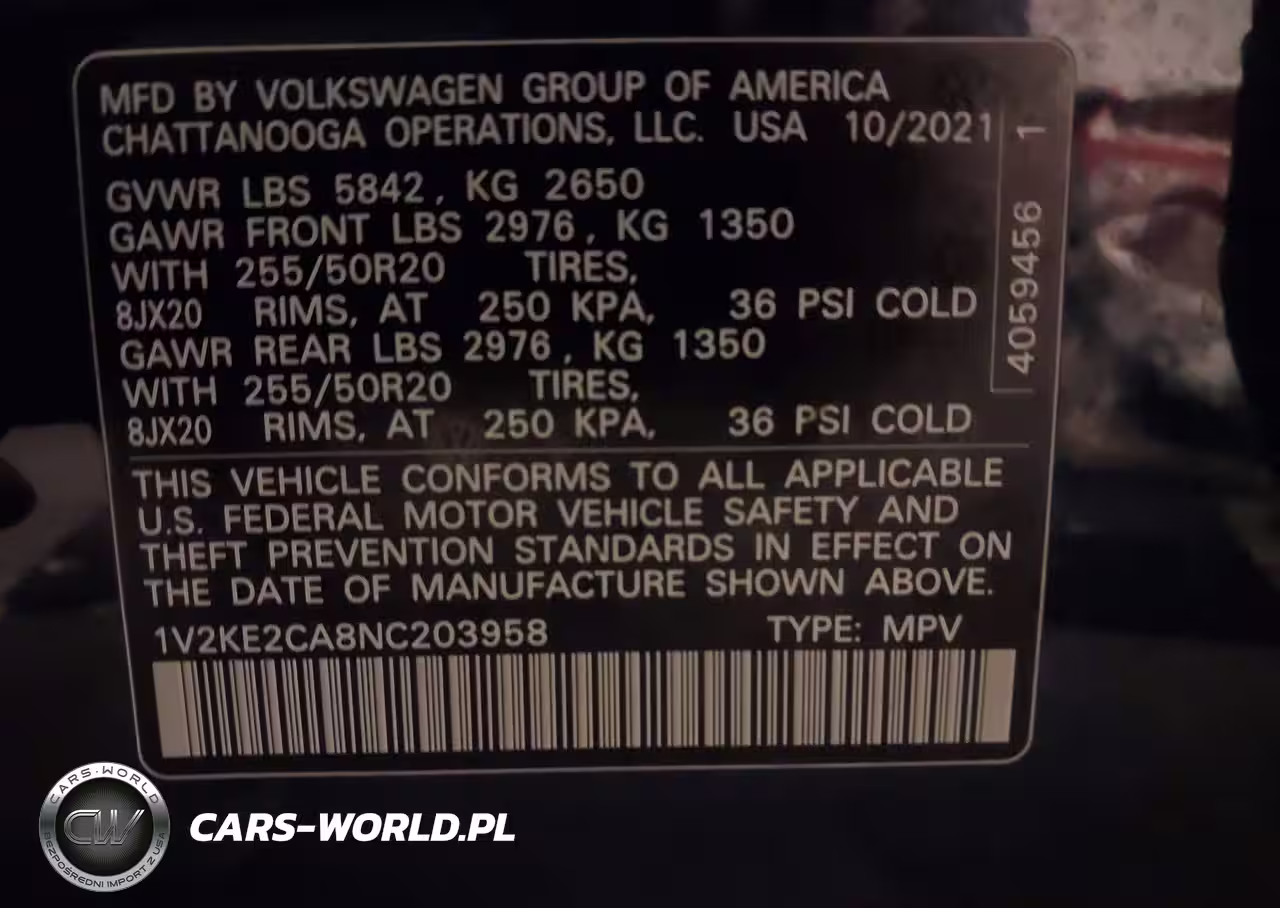 MFD BY VOLKSWAGEN GROUP OF AMERICA
CHATTANOOGA OPERATIONS, LLC. USA 10/2021
GVWR LBS 5842, KG 2650
GAWR FRONT LBS 2976, KG 1350
WITH 255/50R20 TIRES,
8JX20 RIMS, AT 250 KPA, 36 PSI COLD
GAWR REAR LBS 2976, KG 1350
WITH 255/50R20 TIRES,
8JX20 RIMS, AT 250 KPA, 36 PSI COLD
4059456 1
THIS VEHICLE CONFORMS TO ALL APPLICABLE
U.S. FEDERAL MOTOR VEHICLE SAFETY AND
THEFT PREVENTION STANDARDS IN EFFECT ON
THE DATE OF MANUFACTURE SHOWN ABOVE.
1V2KE2CA8NC203958 TYPE: MPV
CARS-WORLD
CW
BEZPOŚREDNI IMPORT Z USA
CARS-WORLD.PL